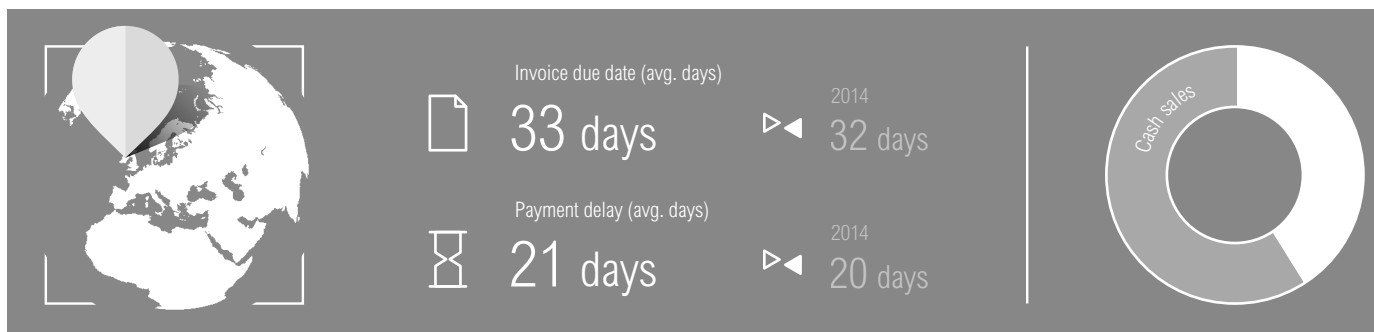 Invoice due date (avg. days)
33 days
2014
32 days
Payment delay (avg. days)
21 days
2014
20 days
Cash sales